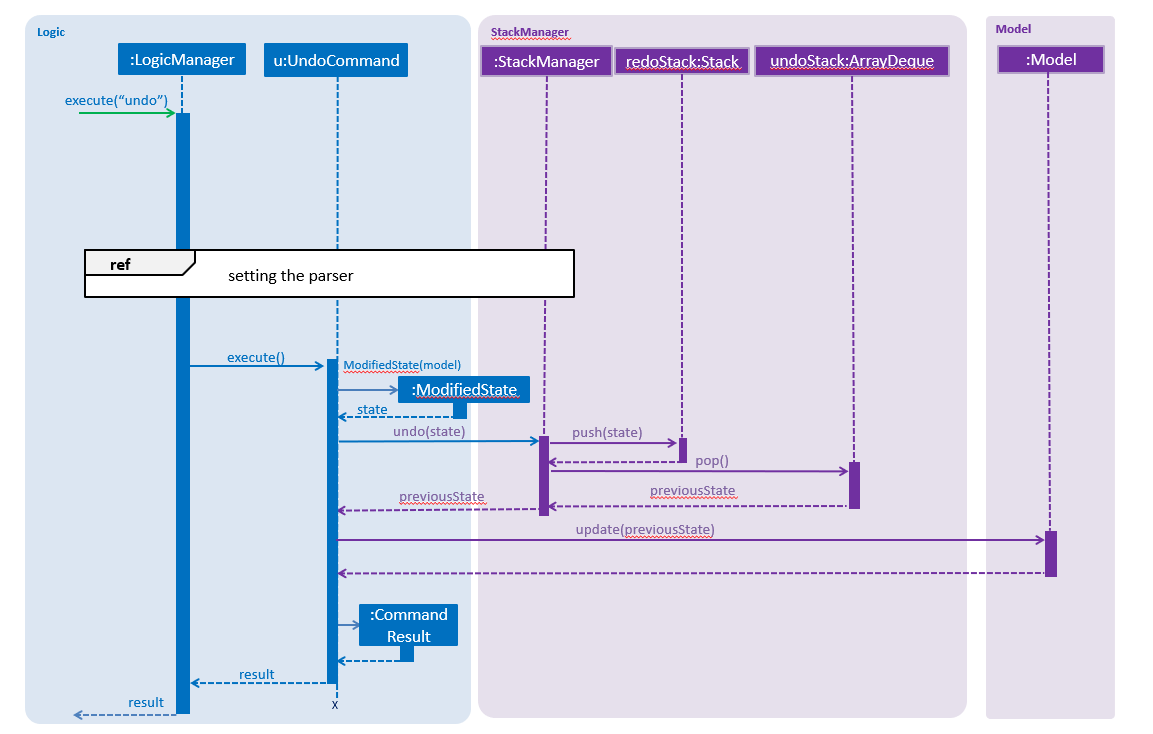 Logic
StackManager
Model
:LogicManager
u:UndoCommand
:StackManager
redoStack:Stack
undoStack:ArrayDeque
:Model
execute(“undo”)
ref
setting the parser
execute()
ModifiedState(model)
:ModifiedState
state
undo(state)
push(state)
pop()
previousState
previousState
update(previousState)
:Command
Result
result
x
result